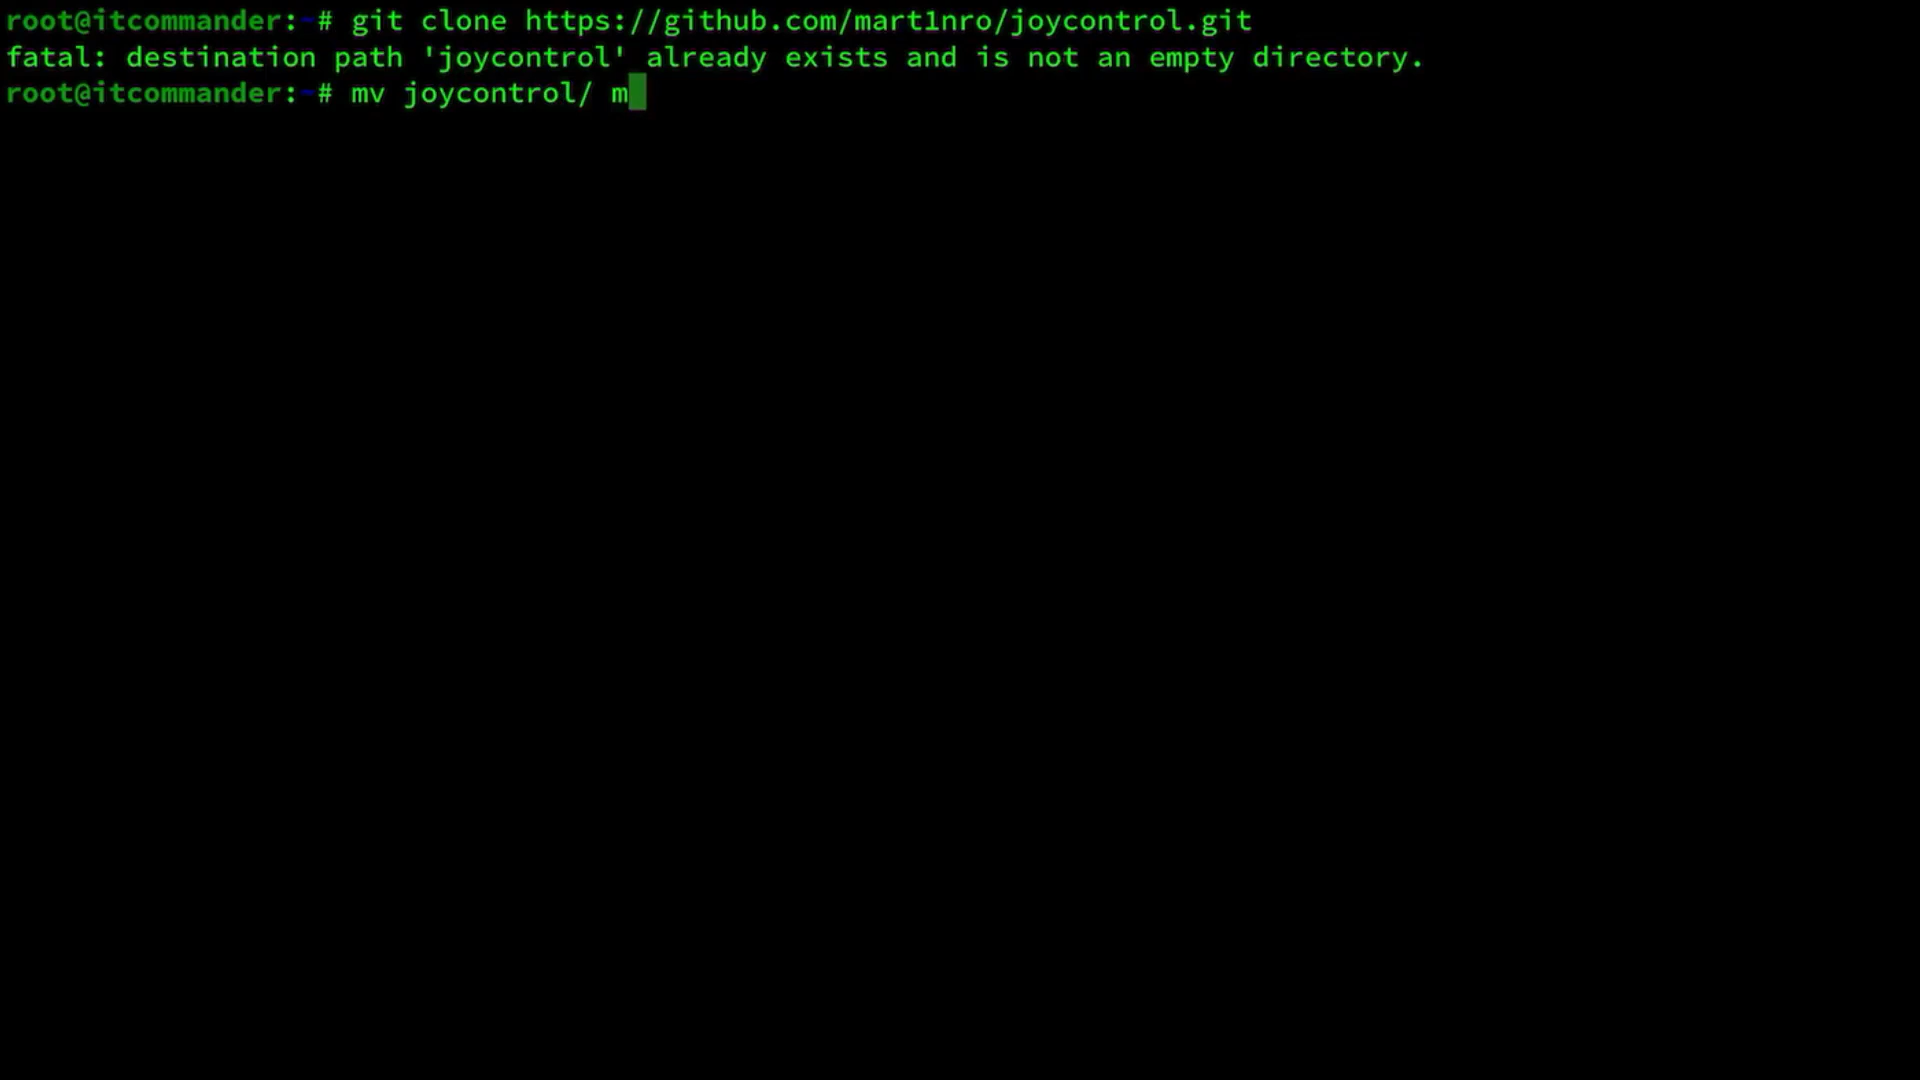 root@itcommander:~# git clone https://github.com/mart1nro/joycontrol.git
fatal: destination path 'joycontrol' already exists and is not an empty directory.
root@itcommander:~# mv joycontrol/ m